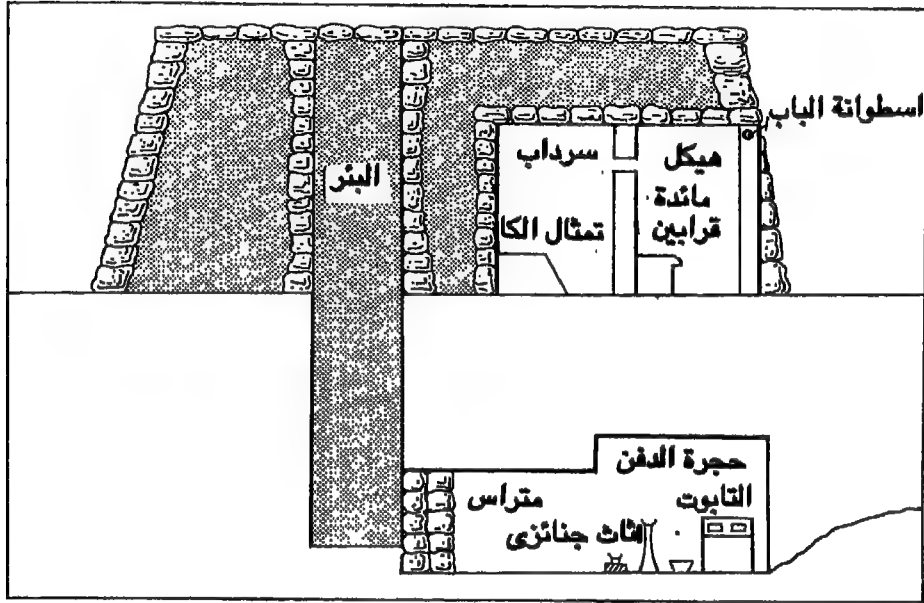 اسطوانة الباب
سرداب
هيكل
البئر
مائدة
قرابين
تمثال الكا
حجرة الدفن
متراس
التابوت
اثاث جنائزى